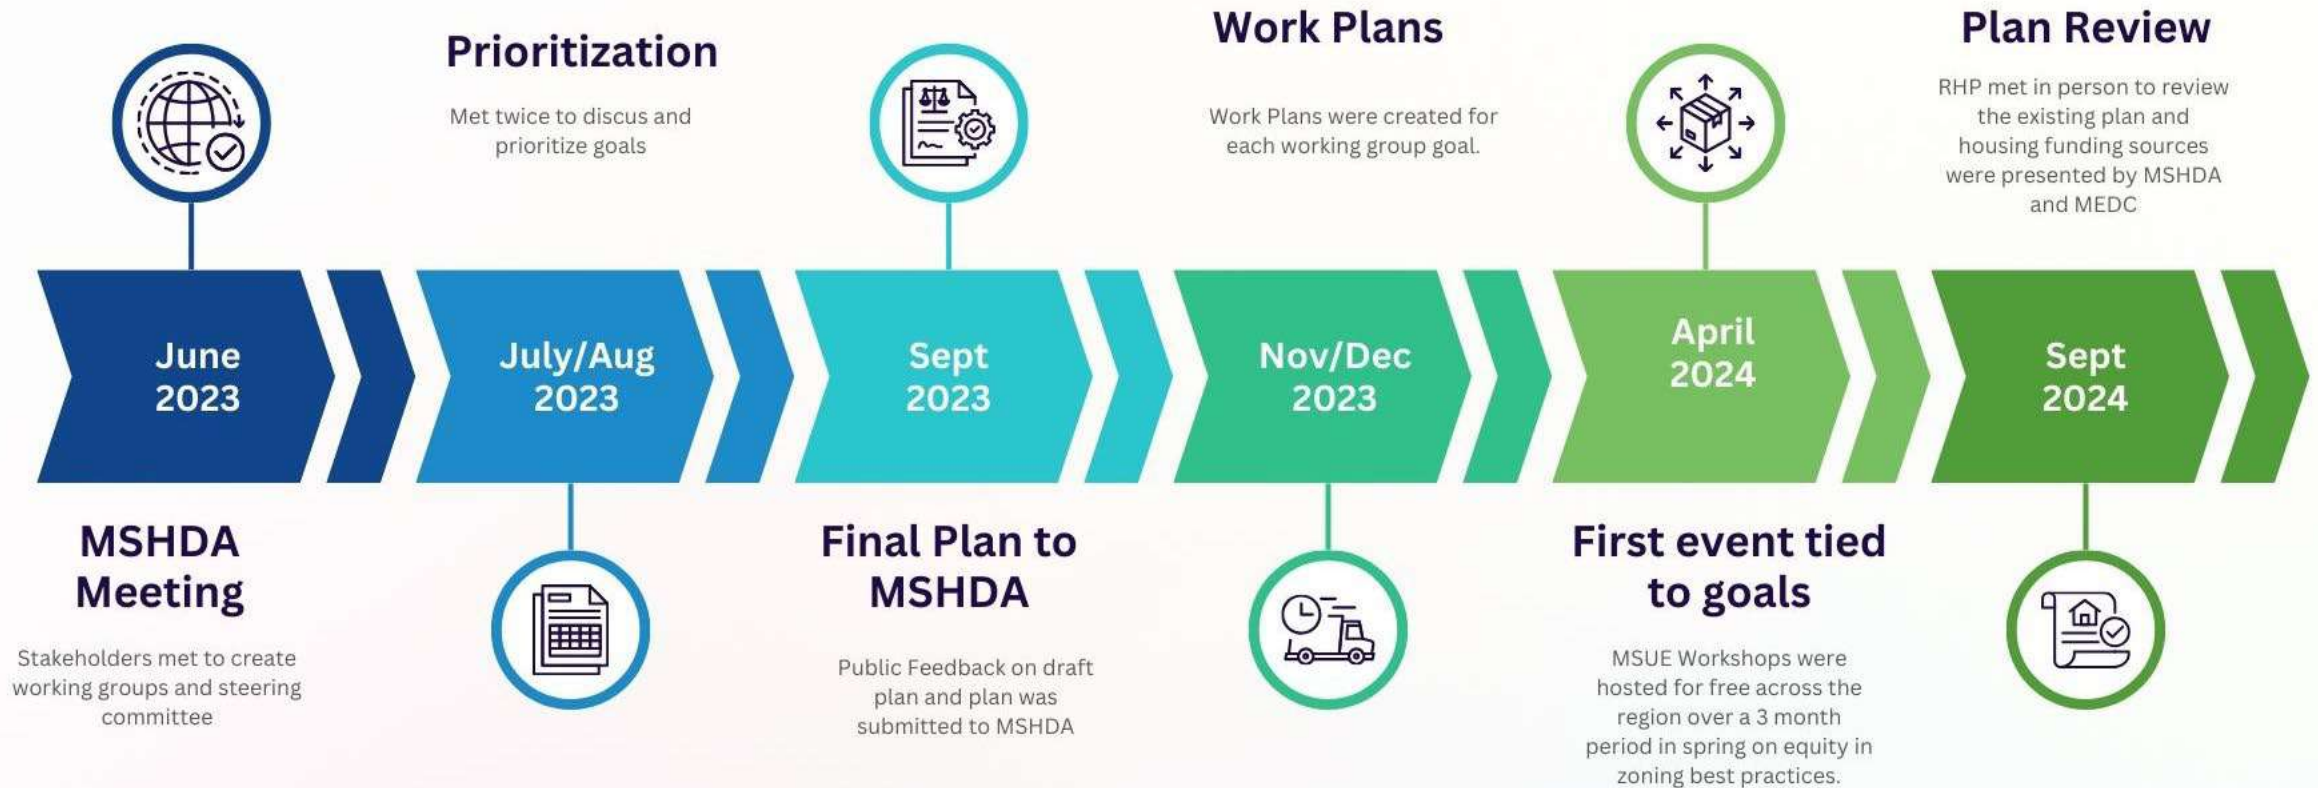 June
2023
MSHDA
Meeting
Stakeholders met to create
working groups and steering
committee
Prioritization
Met twice to discus and
prioritize goals
July/Aug
2023
Sept
2023
Final Plan to
MSHDA
Public Feedback on draft
plan and plan was
submitted to MSHDA
Work Plans
Work Plans were created for
each working group goal.
Nov/Dec
2023
April
2024
First event tied
to goals
MSUE Workshops were
hosted for free across the
region over a 3 month
period in spring on equity in
zoning best practices.
Plan Review
RHP met in person to review
the existing plan and
housing funding sources
were presented by MSHDA
and MEDC
Sept
2024